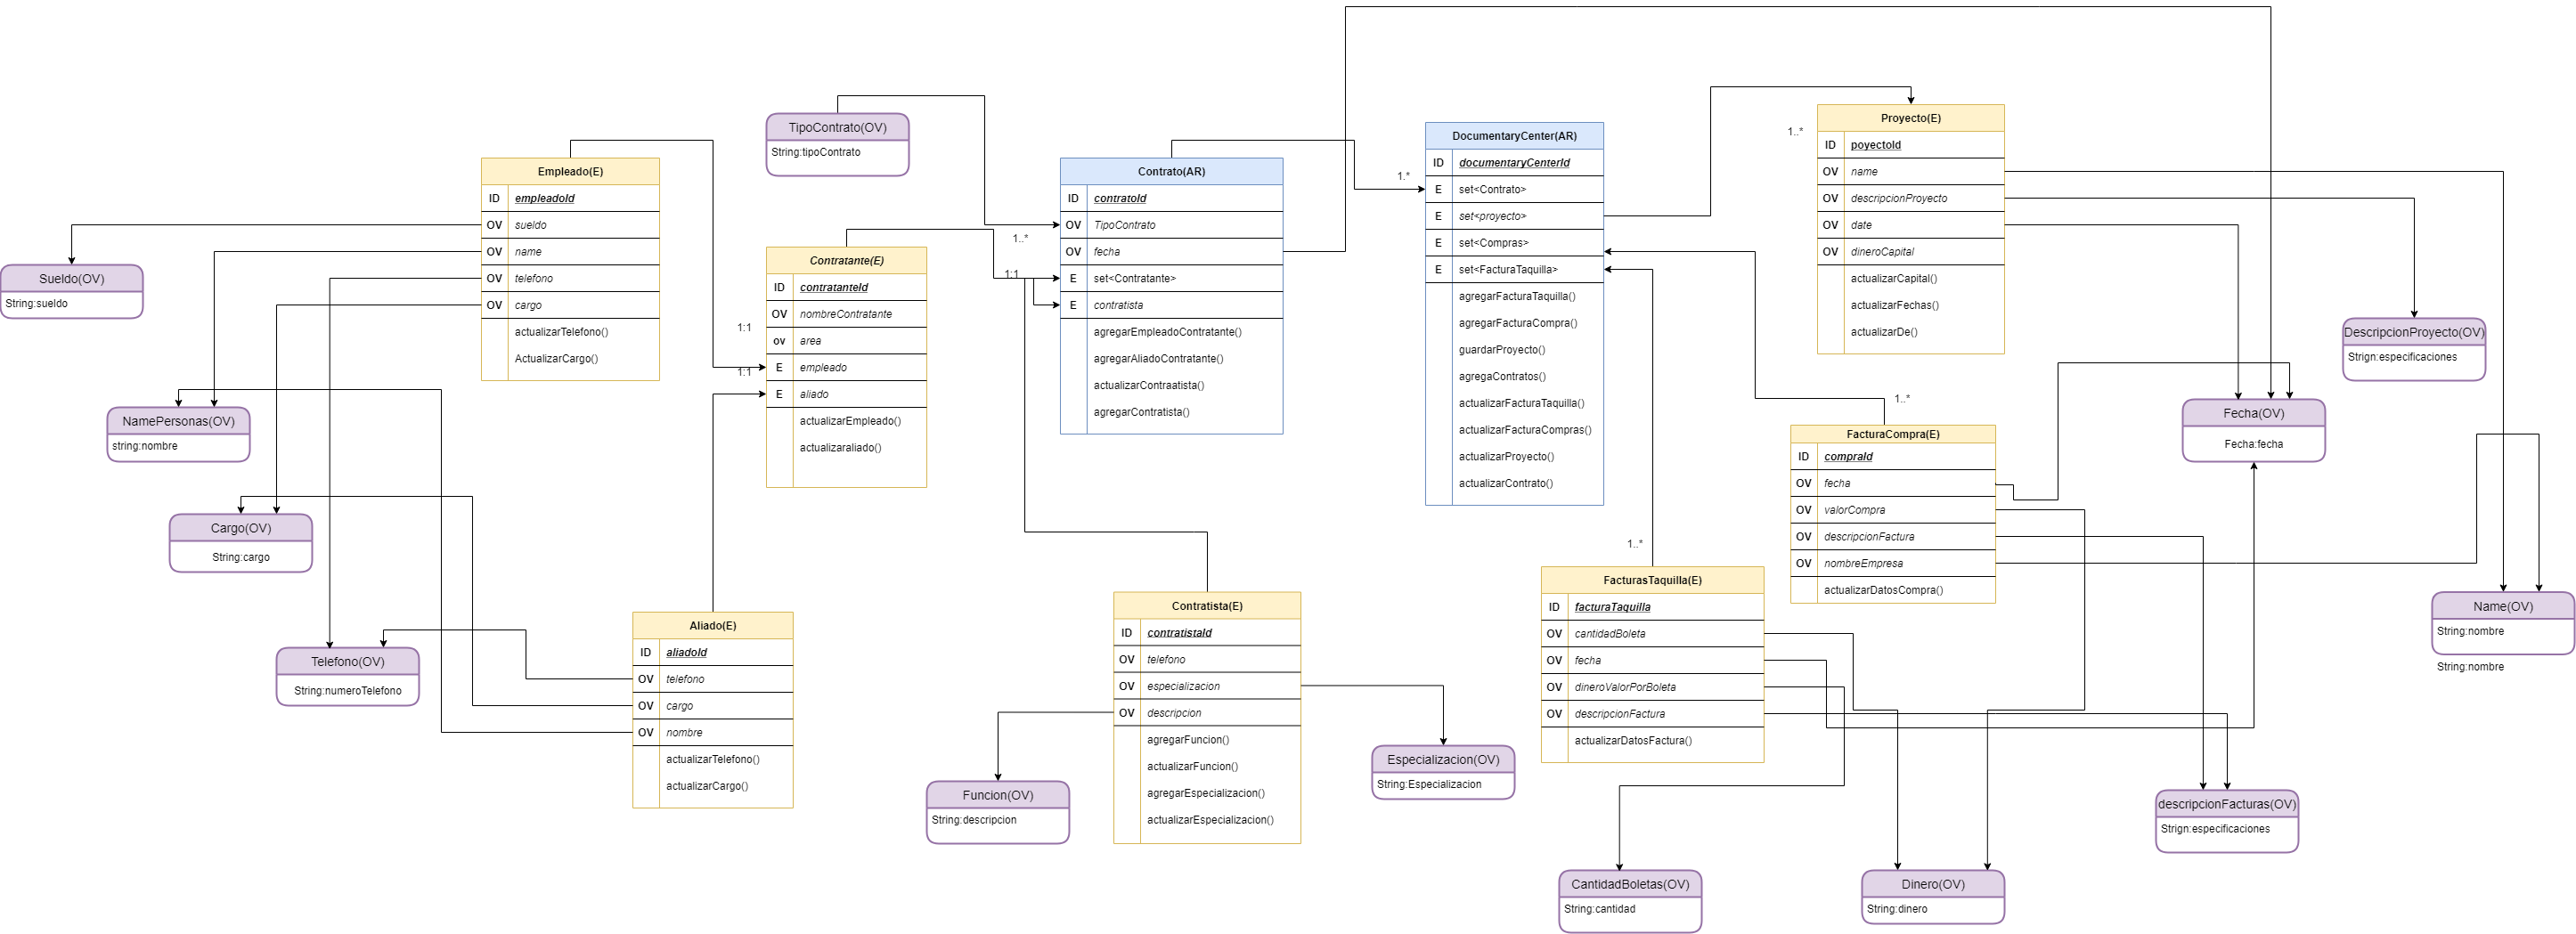 TipoContrato(OV)
String:tipoContrato
Empleado(E)
ID empleadoId
OV sueldo
OV name
OV telefono
OV cargo
actualizarTelefono()
ActualizarCargo()
Sueldo(OV)
String:sueldo
NamePersonas(OV)
string:nombre
Cargo(OV)
String:cargo
Telefono(OV)
String:numeroTelefono
Contratante(E)
ID contratanteId
OV nombreContratante
ov area
E empleado
E aliado
actualizarEmpleado()
actualizaraliado()
1:1
1:1
Aliado(E)
ID aliadoId
OV telefono
OV cargo
OV nombre
actualizarTelefono()
actualizarCargo()
Contrato(AR)
ID contratoId
OV TipoContrato
OV fecha
E set<Contratante>
E contratista
agregarEmpleadoContratante()
agregarAliadoContratante()
actualizarContraatista()
agregarContratista()
1..*
1:1
Contratista(E)
ID contratistaId
OV telefono
OV especializacion
OV descripcion
agregarFuncion()
actualizarFuncion()
agregarEspecializacion()
actualizarEspecializacion()
Funcion(OV)
String:descripcion
Especializacion(OV)
String:Especializacion
DocumentaryCenter(AR)
ID documentaryCenterId
E set<Contrato>
E set<proyecto>
E set<Compras>
E set<FacturaTaquilla>
agregarFacturaTaquilla()
agregarFacturaCompra()
guardarProyecto()
agregaContratos()
actualizarFacturaTaquilla()
actualizarFacturaCompras()
actualizarProyecto()
actualizarContrato()
1.*
1..*
Proyecto(E)
ID poyectoId
OV name
OV descripcionProyecto
OV date
OV dineroCapital
actualizarCapital()
actualizarFechas()
actualizarDe()
1..*
FacturaCompra(E)
ID compraId
OV fecha
OV valorCompra
OV descripcionFactura
OV nombreEmpresa
actualizarDatosCompra()
1..*
FacturasTaquilla(E)
ID facturaTaquilla
OV cantidadBoleta
OV fecha
OV dineroValorPorBoleta
OV descripcionFactura
actualizarDatosFactura()
DescripcionProyecto(OV)
Strign:especificaciones
Fecha(OV)
Fecha:fecha
Name(OV)
String:nombre
String:nombre
descripcionFacturas(OV)
Strign:especificaciones
CantidadBoletas(OV)
String:cantidad
Dinero(OV)
String:dinero